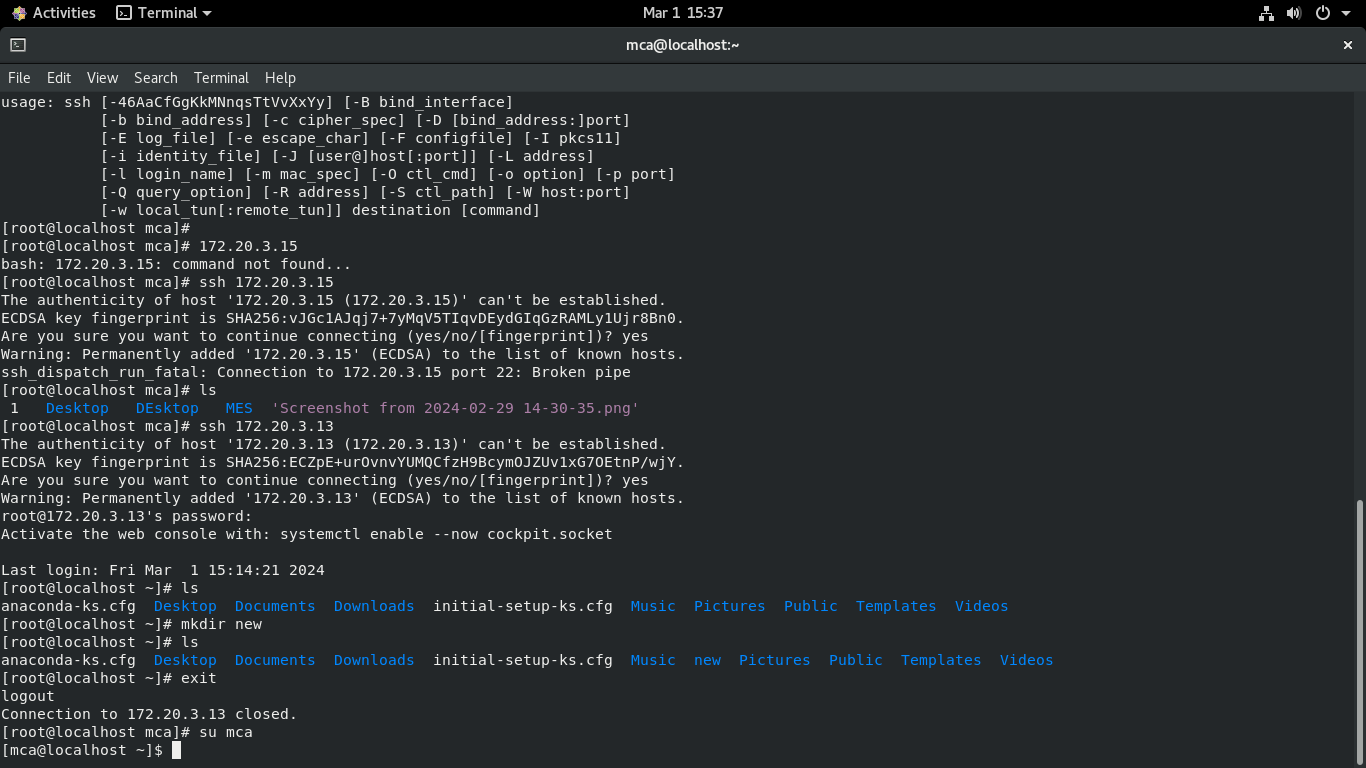 Activities Terminal Mar 1 15:37
mca@localhost:~ ×
File Edit View Search Terminal Help
usage: ssh [-46AaCfGgKkMNnqsTtVvXxYy] [-B bind_interface]
           [-b bind_address] [-c cipher_spec] [-D [bind_address:]port]
           [-E log_file] [-e escape_char] [-F configfile] [-I pkcs11]
           [-i identity_file] [-J [user@]host[:port]] [-L address]
           [-l login_name] [-m mac_spec] [-O ctl_cmd] [-o option] [-p port]
           [-Q query_option] [-R address] [-S ctl_path] [-W host:port]
           [-w local_tun[:remote_tun]] destination [command]
[root@localhost mca]#
[root@localhost mca]# 172.20.3.15
bash: 172.20.3.15: command not found...
[root@localhost mca]# ssh 172.20.3.15
The authenticity of host '172.20.3.15 (172.20.3.15)' can't be established.
ECDSA key fingerprint is SHA256:vJGc1AJqj7+7yMqV5TIqvDEydGIqGzRAMLy1Ujr8Bn0.
Are you sure you want to continue connecting (yes/no/[fingerprint])? yes
Warning: Permanently added '172.20.3.15' (ECDSA) to the list of known hosts.
ssh_dispatch_run_fatal: Connection to 172.20.3.15 port 22: Broken pipe
[root@localhost mca]# ls
 1   Desktop   DEsktop   MES  'Screenshot from 2024-02-29 14-30-35.png'
[root@localhost mca]# ssh 172.20.3.13
The authenticity of host '172.20.3.13 (172.20.3.13)' can't be established.
ECDSA key fingerprint is SHA256:ECZpE+urOvnvYUMQCfzH9BcymOJZUv1xG7OEtnP/wjY.
Are you sure you want to continue connecting (yes/no/[fingerprint])? yes
Warning: Permanently added '172.20.3.13' (ECDSA) to the list of known hosts.
root@172.20.3.13's password:
Activate the web console with: systemctl enable --now cockpit.socket

Last login: Fri Mar  1 15:14:21 2024
[root@localhost ~]# ls
anaconda-ks.cfg  Desktop  Documents  Downloads  initial-setup-ks.cfg  Music  Pictures  Public  Templates  Videos
[root@localhost ~]# mkdir new
[root@localhost ~]# ls
anaconda-ks.cfg  Desktop  Documents  Downloads  initial-setup-ks.cfg  Music  new  Pictures  Public  Templates  Videos
[root@localhost ~]# exit
logout
Connection to 172.20.3.13 closed.
[root@localhost mca]# su mca
[mca@localhost ~]$